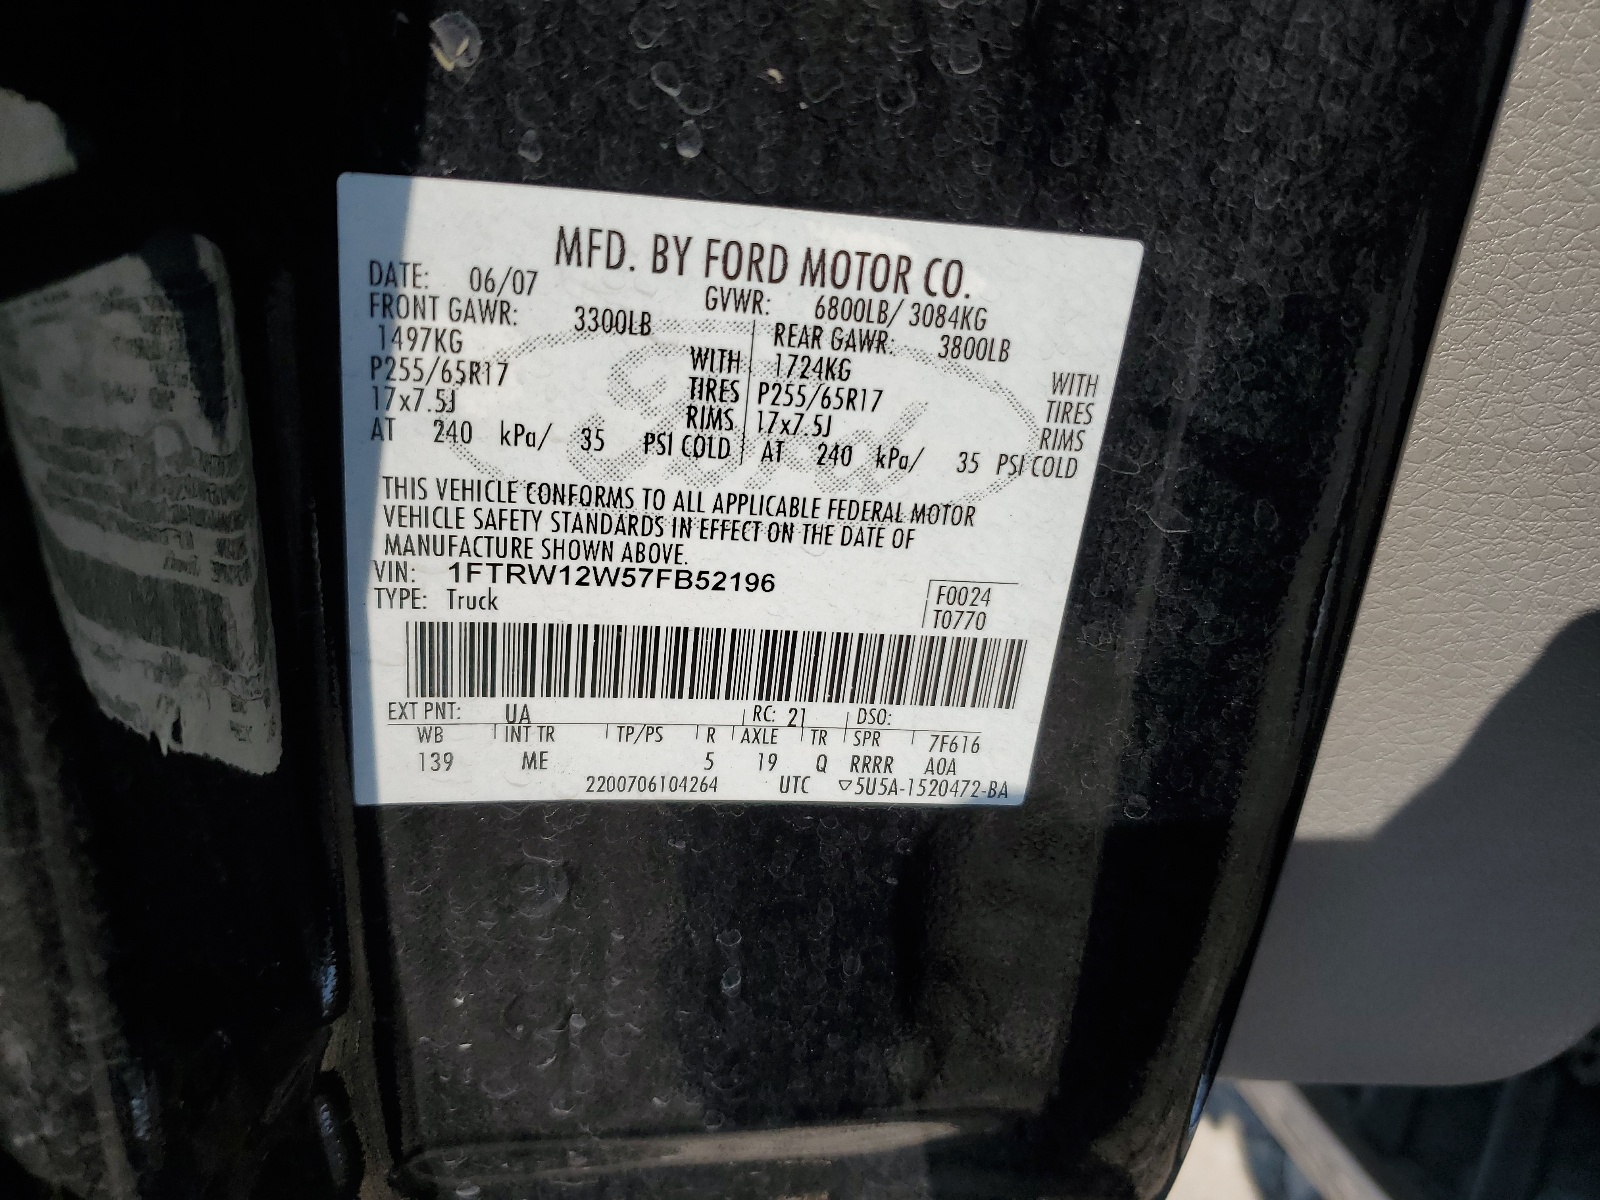 MFD. BY FORD MOTOR CO.
DATE: 06/07 GVWR: 6800LB/ 3084KG
FRONT GAWR: 3300LB REAR GAWR: 3800LB
1497KG WITH 1724KG WITH
P255/65R17 TIRES P255/65R17 TIRES
17x7.5J RIMS 17x7.5J RIMS
AT 240 kPa/ 35 PSI COLD AT 240 kPa/ 35 PSI COLD
THIS VEHICLE CONFORMS TO ALL APPLICABLE FEDERAL MOTOR
VEHICLE SAFETY STANDARDS IN EFFECT ON THE DATE OF
MANUFACTURE SHOWN ABOVE.
VIN: 1FTRW12W57FB52196
TYPE: Truck
F0024
T0770
EXT PNT: UA RC: 21 DSO:
WB INT TR TP/PS R AXLE TR SPR 7F616
139 ME 5 19 Q RRRR A0A
2200706104264 UTC ▽5U5A-1520472-BA